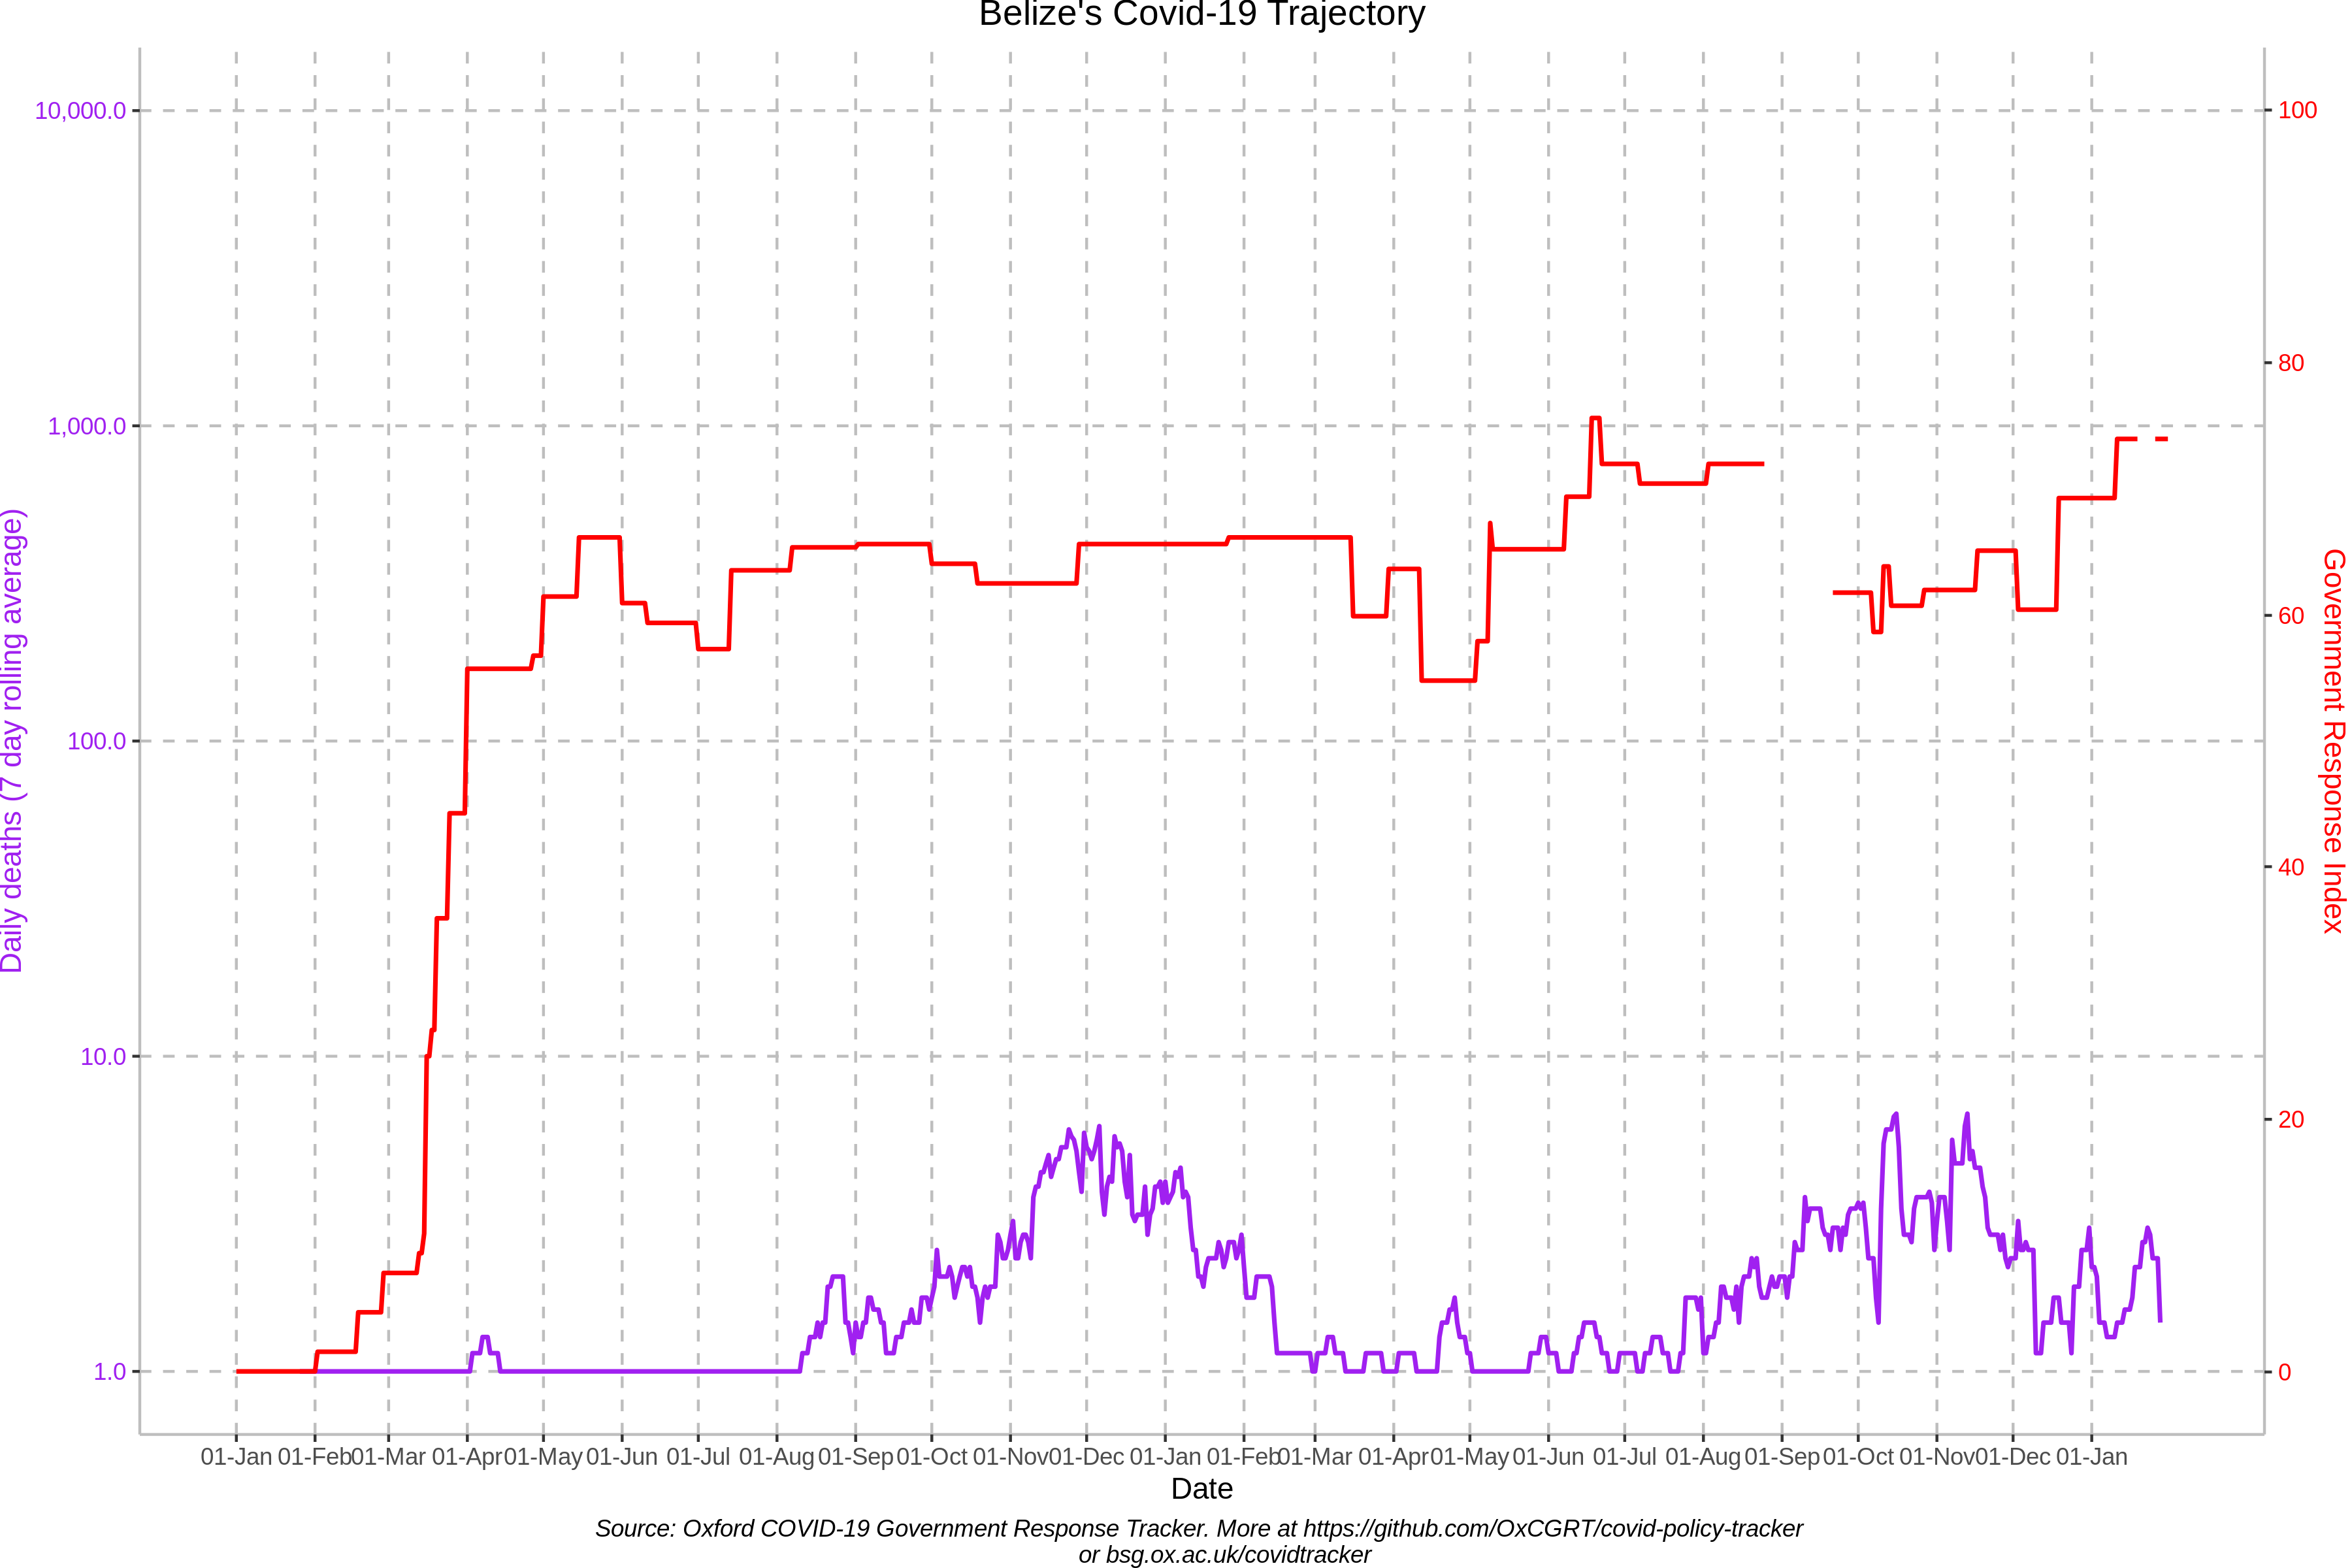 Belize's Covid-19 Trajectory
10,000.0
1,000.0
100.0
10.0
1.0
Daily deaths (7 day rolling average)
100
80
60
40
20
0
Government Response Index
01-Jan 01-Feb 01-Mar 01-Apr 01-May 01-Jun 01-Jul 01-Aug 01-Sep 01-Oct 01-Nov 01-Dec 01-Jan 01-Feb 01-Mar 01-Apr 01-May 01-Jun 01-Jul 01-Aug 01-Sep 01-Oct 01-Nov 01-Dec 01-Jan
Date
Source: Oxford COVID-19 Government Response Tracker. More at https://github.com/OxCGRT/covid-policy-tracker
or bsg.ox.ac.uk/covidtracker